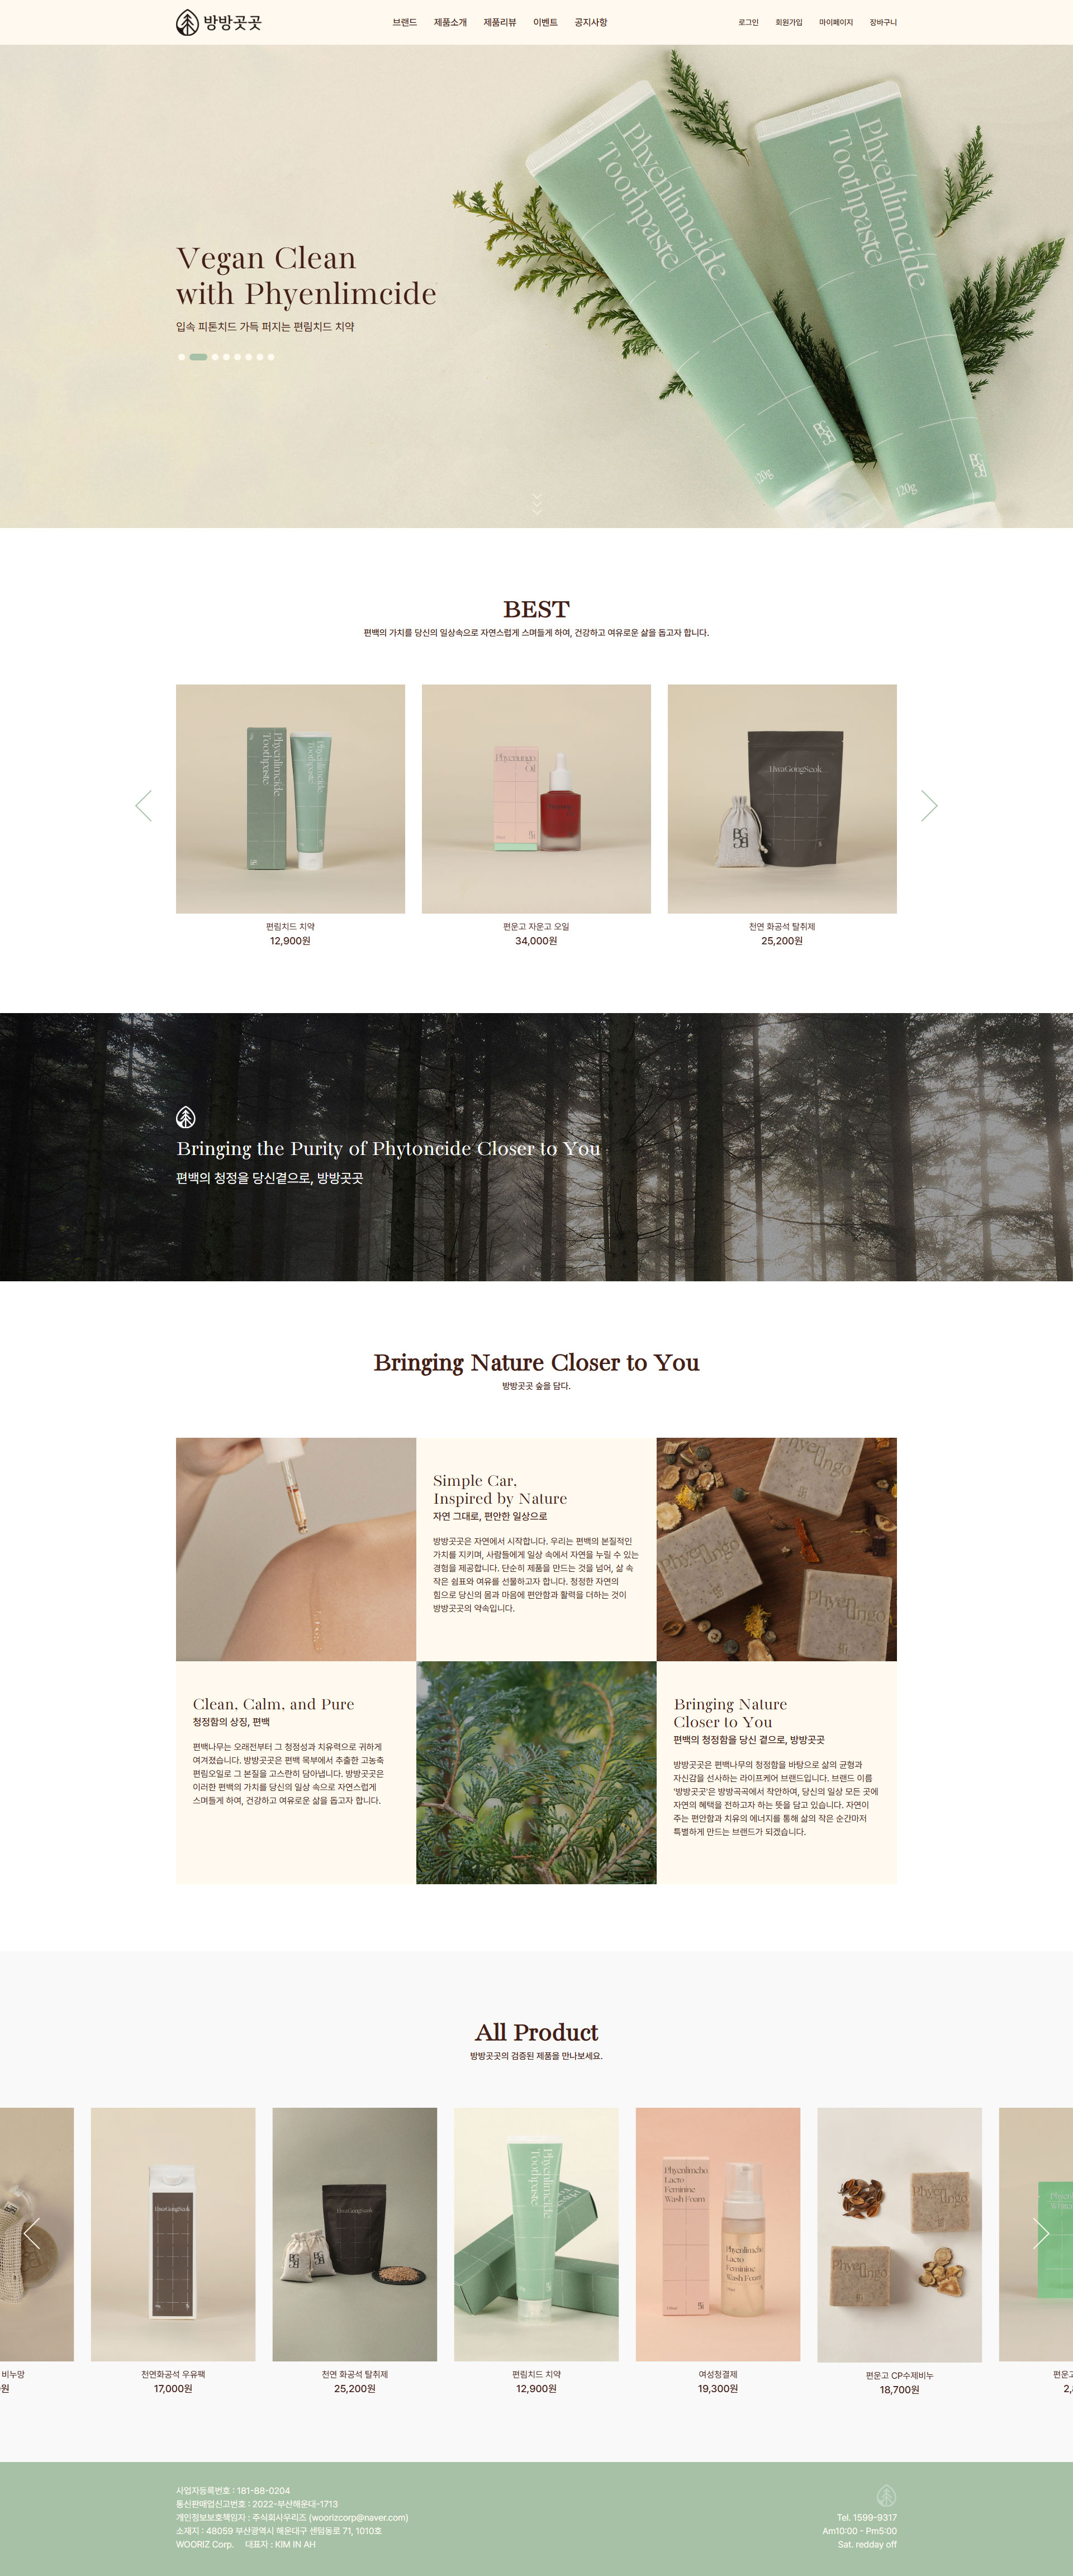 방방곳곳
브랜드 제품소개 제품리뷰 이벤트 공지사항
로그인 회원가입 마이페이지 장바구니
Phyenlimcide
Toothpaste
120g
Phyenlimcide
Toothpaste
120g
Vegan Clean
with Phyenlimcide
입속 피톤치드 가득 퍼지는 편림치드 치약
BEST
편백의 가치를 당신의 일상속으로 자연스럽게 스며들게 하여, 건강하고 여유로운 삶을 돕고자 합니다.
Phyenlimcide
Toothpaste
Phyenlimcide
Toothpaste
Phyenungo
Oil
HwaGongSeok
편림치드 치약
12,900원
편운고 자운고 오일
34,000원
천연 화공석 탈취제
25,200원
Bringing the Purity of Phytoncide Closer to You
편백의 청정을 당신곁으로, 방방곳곳
Bringing Nature Closer to You
방방곳곳 숲을 담다.
Simple Car,
Inspired by Nature
자연 그대로, 편안한 일상으로
방방곳곳은 자연에서 시작합니다. 우리는 편백의 본질적인
가치를 지키며, 사람들에게 일상 속에서 자연을 누릴 수 있는
경험을 제공합니다. 단순히 제품을 만드는 것을 넘어, 삶 속
작은 쉼표와 여유를 선물하고자 합니다. 청정한 자연의
힘으로 당신의 몸과 마음에 편안함과 활력을 더하는 것이
방방곳곳의 약속입니다.
Clean, Calm, and Pure
청정함의 상징, 편백
편백나무는 오래전부터 그 청정성과 치유력으로 귀하게
여겨졌습니다. 방방곳곳은 편백 목부에서 추출한 고농축
편림오일로 그 본질을 고스란히 담아냅니다. 방방곳곳은
이러한 편백의 가치를 당신의 일상 속으로 자연스럽게
스며들게 하여, 건강하고 여유로운 삶을 돕고자 합니다.
Bringing Nature
Closer to You
편백의 청정함을 당신 곁으로, 방방곳곳
방방곳곳은 편백나무의 청정함을 바탕으로 삶의 균형과
자신감을 선사하는 라이프케어 브랜드입니다. 브랜드 이름
'방방곳곳'은 방방곡곡에서 착안하여, 당신의 일상 모든 곳에
자연의 혜택을 전하고자 하는 뜻을 담고 있습니다. 자연이
주는 편안함과 치유의 에너지를 통해 삶의 작은 순간마저
특별하게 만드는 브랜드가 되겠습니다.
All Product
방방곳곳의 검증된 제품을 만나보세요.
HwaGongSeok
HwaGongSeok
Phyenlimcide
Toothpaste
Phyenlimcho
Lacto
Feminine
Wash Foam
Phyenlimcho
Lacto
Feminine
Wash Foam
비누망
원
천연화공석 우유팩
17,000원
천연 화공석 탈취제
25,200원
편림치드 치약
12,900원
여성청결제
19,300원
편운고 CP수제비누
18,700원
편운고
2,
사업자등록번호 : 181-88-0204
통신판매업신고번호 : 2022-부산해운대-1713
개인정보보호책임자 : 주식회사우리즈 (woorizcorp@naver.com)
소재지 : 48059 부산광역시 해운대구 센텀동로 71, 1010호
WOORIZ Corp. 대표자 : KIM IN AH
Tel. 1599-9317
Am10:00 - Pm5:00
Sat. redday off